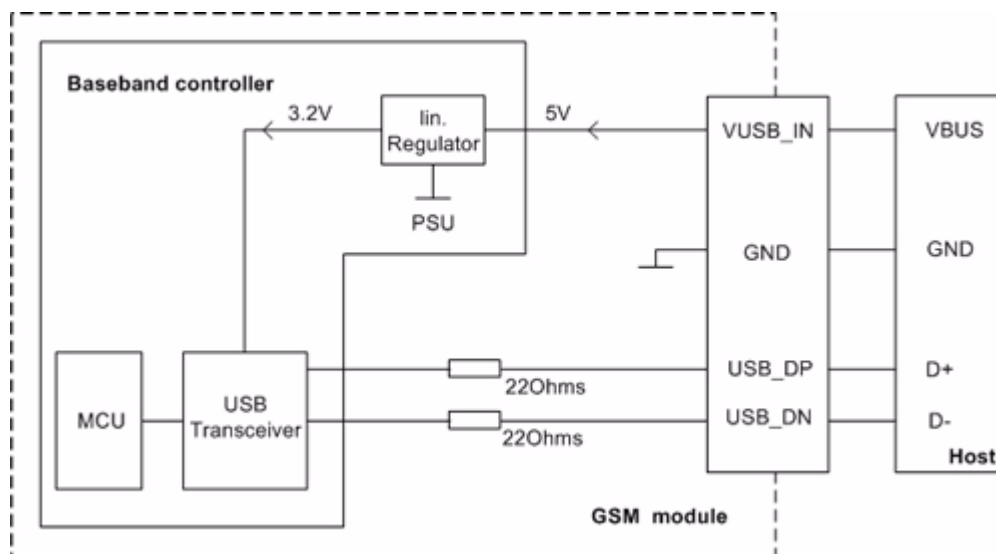 Baseband controller
3.2V
lin.
Regulator
5V
PSU
VUSB_IN
VBUS
GND
GND
MCU
USB
Transceiver
22Ohms
22Ohms
USB_DP
USB_DN
D+
D-
Host
GSM module